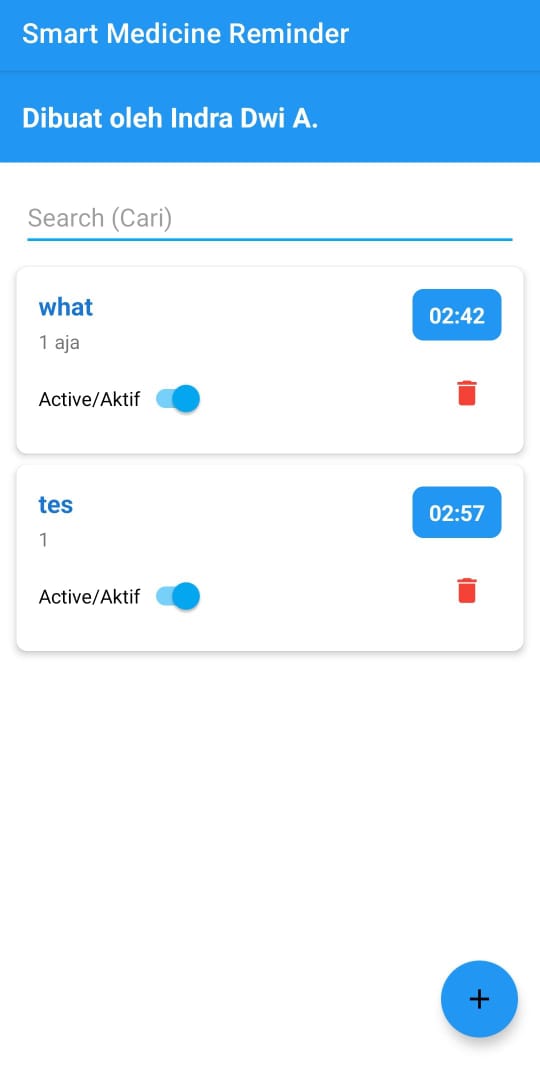 Smart Medicine Reminder
Dibuat oleh Indra Dwi A.
Search (Cari)
what
02:42
1 aja
Active/Aktif
tes
02:57
1
Active/Aktif
+